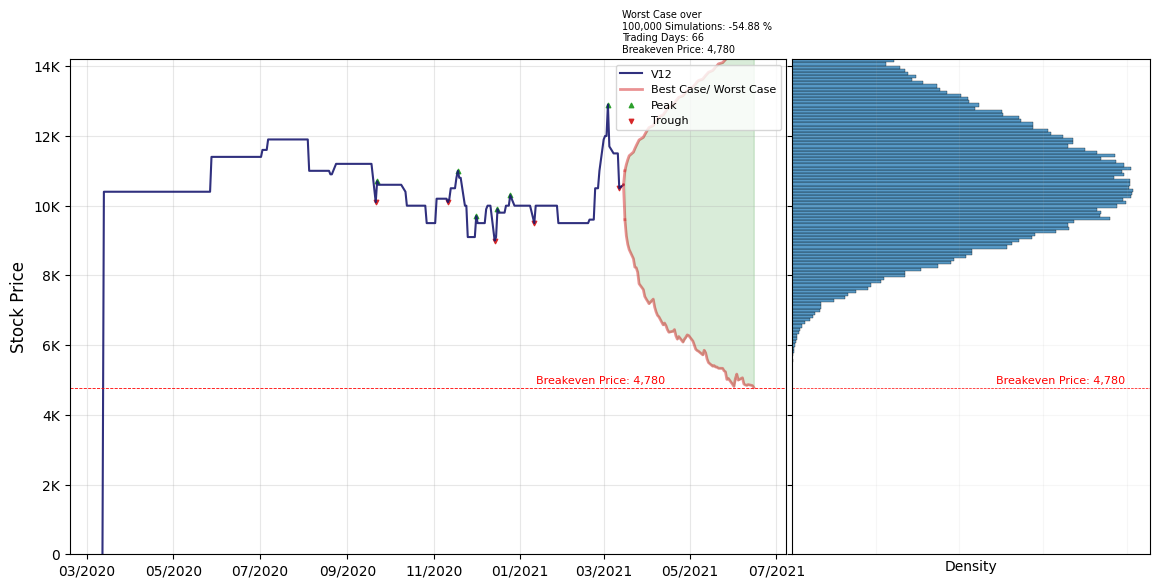 Worst Case over
100,000 Simulations: -54.88 %
Trading Days: 66
Breakeven Price: 4,780
14K
12K
10K
8K
6K
4K
2K
0
Stock Price
V12
Best Case/ Worst Case
Peak
Trough
Breakeven Price: 4,780
Breakeven Price: 4,780
03/2020
05/2020
07/2020
09/2020
11/2020
01/2021
03/2021
05/2021
07/2021
Density